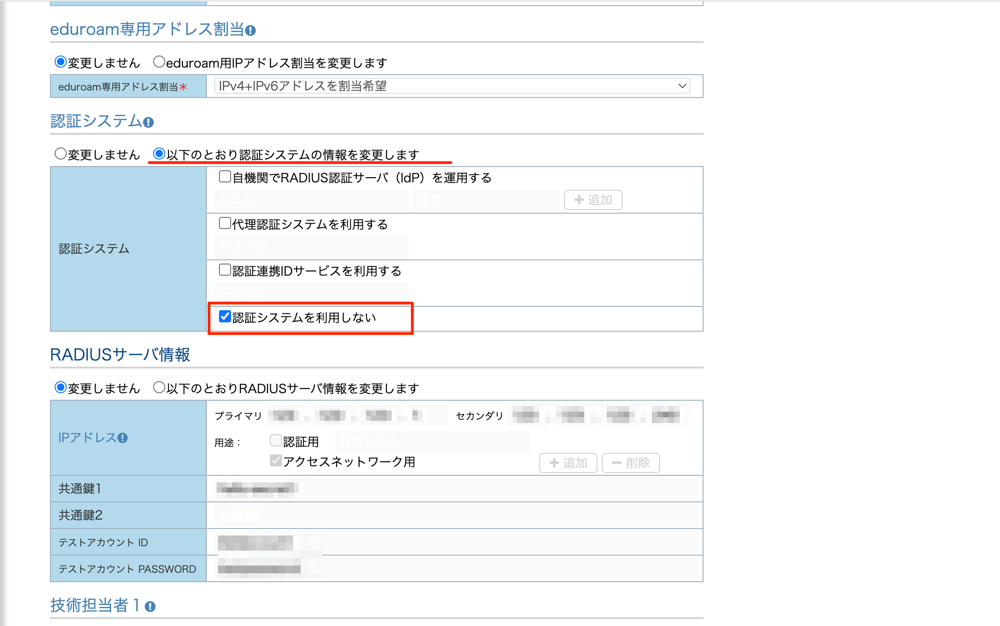 eduroam専用アドレス割当
変更しません eduroam用IPアドレス割当を変更します
eduroam専用アドレス割当* IPv4+IPv6アドレスを割当希望
認証システム
変更しません 以下のとおり認証システムの情報を変更します
認証システム
自機関でRADIUS認証サーバ（IdP）を運用する
レルム 備考 + 追加
代理認証システムを利用する
ドメイン
認証連携IDサービスを利用する
ドメイン
認証システムを利用しない
RADIUSサーバ情報
変更しません 以下のとおりRADIUSサーバ情報を変更します
IPアドレス
プライマリ セカンダリ
用途： 認証用 対象レルム
アクセスネットワーク用 + 追加 − 削除
共通鍵1
共通鍵2 共通鍵2
テストアカウント ID
テストアカウント PASSWORD
技術担当者１